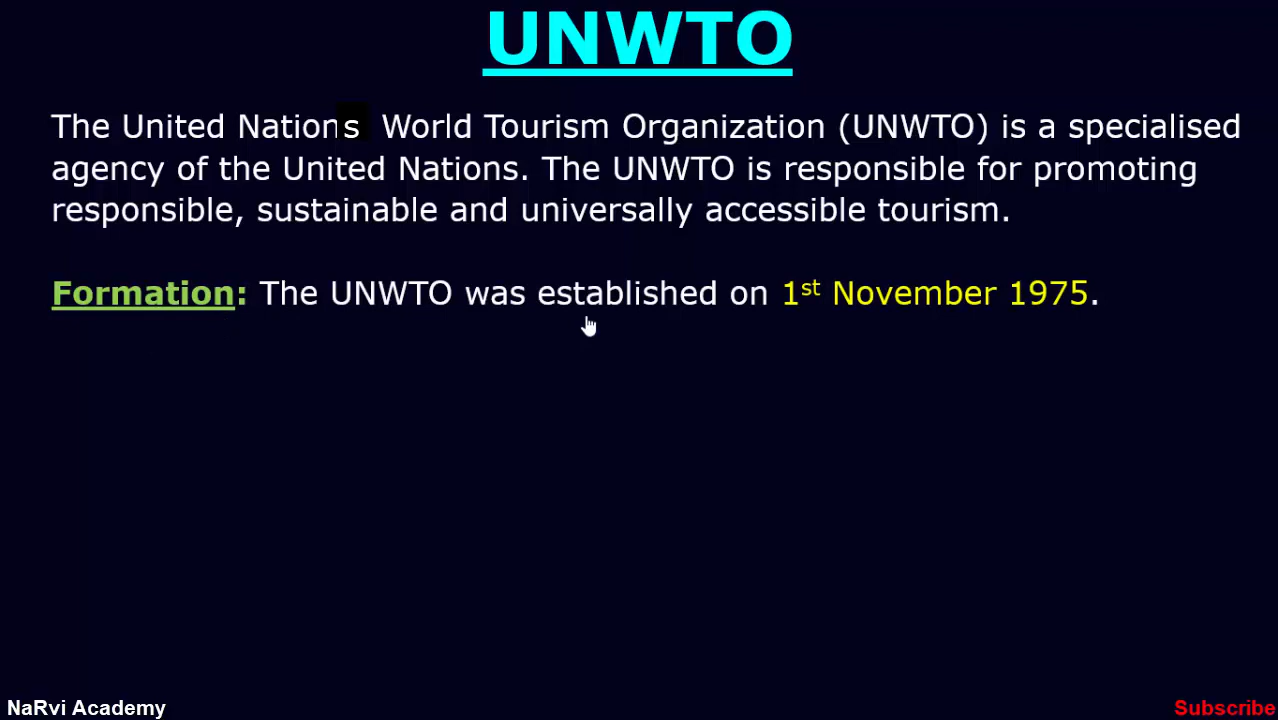 UNWTO
The United Nations World Tourism Organization (UNWTO) is a specialised
agency of the United Nations. The UNWTO is responsible for promoting
responsible, sustainable and universally accessible tourism.
Formation: The UNWTO was established on 1st November 1975.
NaRvi Academy
Subscribe